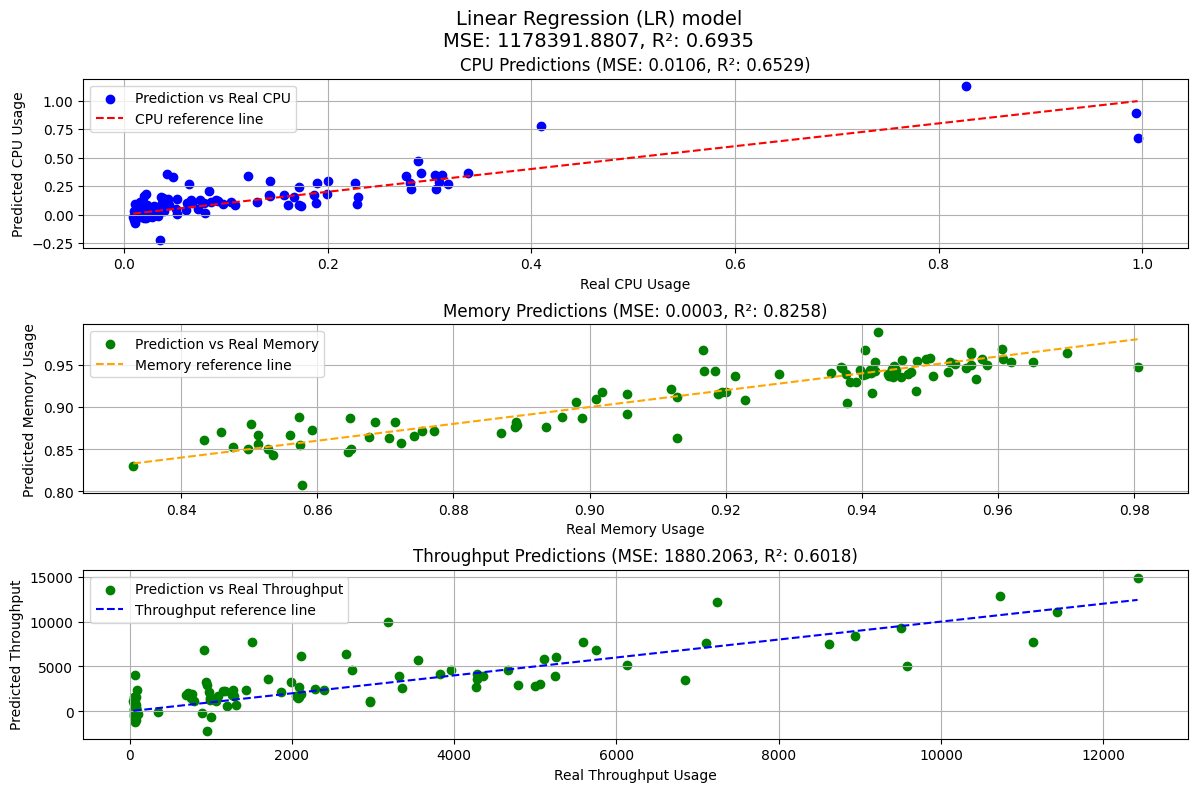 Linear Regression (LR) model
MSE: 1178391.8807, R²: 0.6935
CPU Predictions (MSE: 0.0106, R²: 0.6529)
Prediction vs Real CPU
CPU reference line
Predicted CPU Usage
1.00
0.75
0.50
0.25
0.00
−0.25
0.0 0.2 0.4 0.6 0.8 1.0
Real CPU Usage
Memory Predictions (MSE: 0.0003, R²: 0.8258)
Prediction vs Real Memory
Memory reference line
Predicted Memory Usage
0.95
0.90
0.85
0.80
0.84 0.86 0.88 0.90 0.92 0.94 0.96 0.98
Real Memory Usage
Throughput Predictions (MSE: 1880.2063, R²: 0.6018)
Prediction vs Real Throughput
Throughput reference line
Predicted Throughput
15000
10000
5000
0
0 2000 4000 6000 8000 10000 12000
Real Throughput Usage